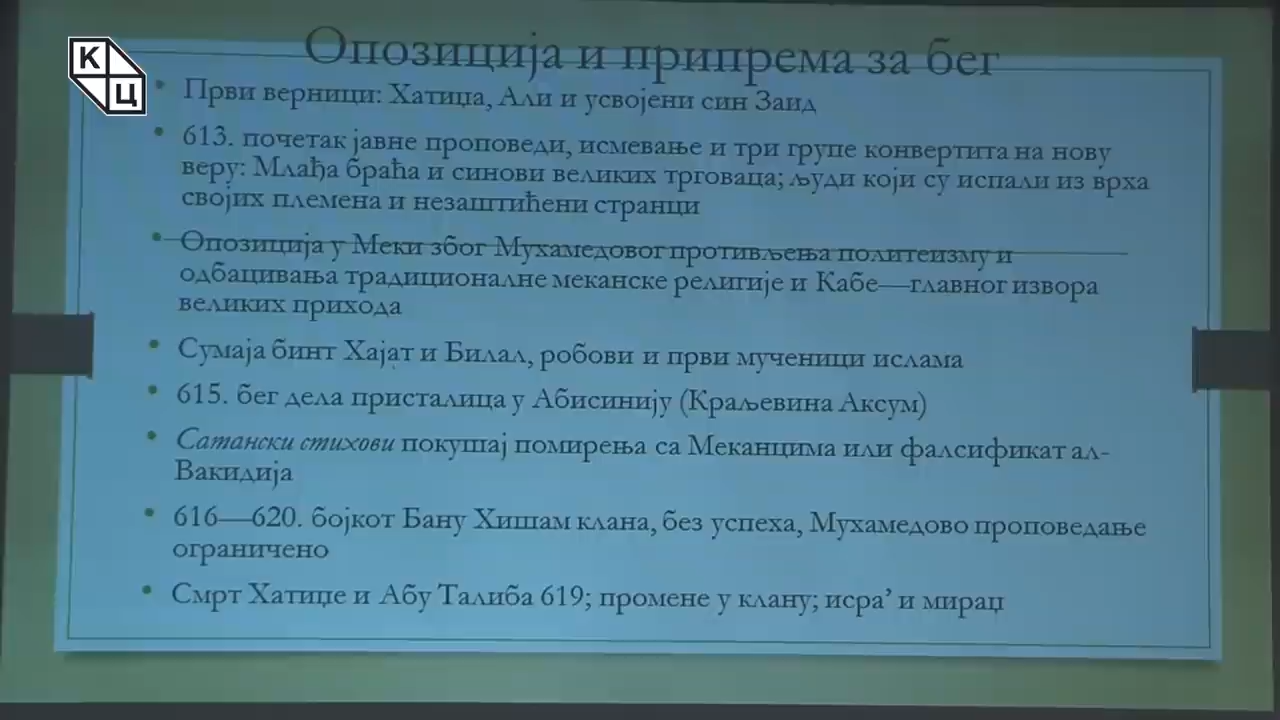 К
Ц
Опозиција и припрема за бег
• Први верници: Хатиџа, Али и усвојени син Заид
• 613. почетак јавне проповеди, исмевање и три групе конвертита на нову
веру: Млађа браћа и синови великих трговаца; људи који су испали из врха
својих племена и незаштићени странци
• Опозиција у Меки због Мухамедовог противљења политеизму и
одбацивања традиционалне меканске религије и Кабе—главног извора
великих прихода
• Сумаја бинт Хајат и Билал, робови и први мученици ислама
• 615. бег дела присталица у Абисинију (Краљевина Аксум)
• Сатански стихови покушај помирења са Меканцима или фалсификат ал-
Вакидија
• 616—620. бојкот Бану Хишам клана, без успеха, Мухамедово проповедање
ограничено
• Смрт Хатиџе и Абу Талиба 619; промене у клану; исра’ и мираџ